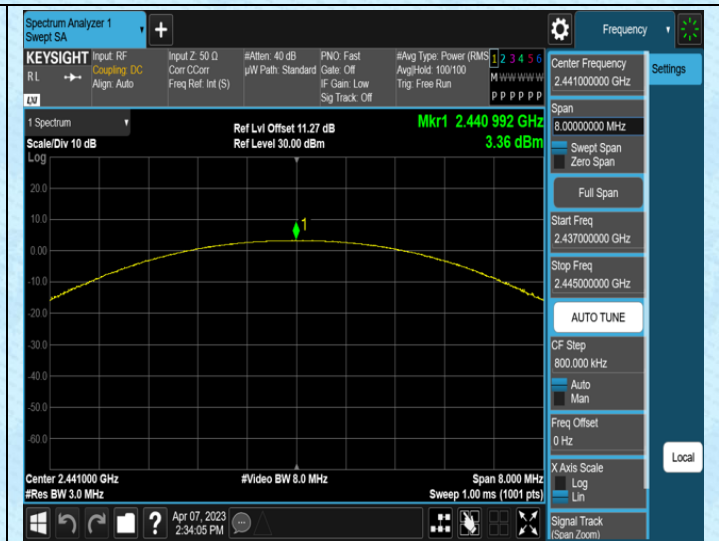 Spectrum Analyzer 1
Swept SA
Frequency
KEYSIGHT
RL
LXI
Input: RF
Coupling: DC
Align: Auto
Input Z: 50 Ω
Corr CCorr
Freq Ref: Int (S)
#Atten: 40 dB
µW Path: Standard
PNO: Fast
Gate: Off
IF Gain: Low
Sig Track: Off
#Avg Type: Power (RMS
Avg|Hold: 100/100
Trig: Free Run
1 2 3 4 5 6
M W W W W W
P P P P P P
1 Spectrum
Scale/Div 10 dB
Log
Ref Lvl Offset 11.27 dB
Ref Level 30.00 dBm
Mkr1 2.440 992 GHz
3.36 dBm
20.0
10.0
0.00
-10.0
-20.0
-30.0
-40.0
-50.0
-60.0
1
Center 2.441000 GHz
#Res BW 3.0 MHz
#Video BW 8.0 MHz
Span 8.000 MHz
Sweep 1.00 ms (1001 pts)
?
Apr 07, 2023
2:34:05 PM
Center Frequency
2.441000000 GHz
Span
8.00000000 MHz
Swept Span
Zero Span
Full Span
Start Freq
2.437000000 GHz
Stop Freq
2.445000000 GHz
AUTO TUNE
CF Step
800.000 kHz
Auto
Man
Freq Offset
0 Hz
X Axis Scale
Log
Lin
Signal Track
(Span Zoom)
Settings
Local